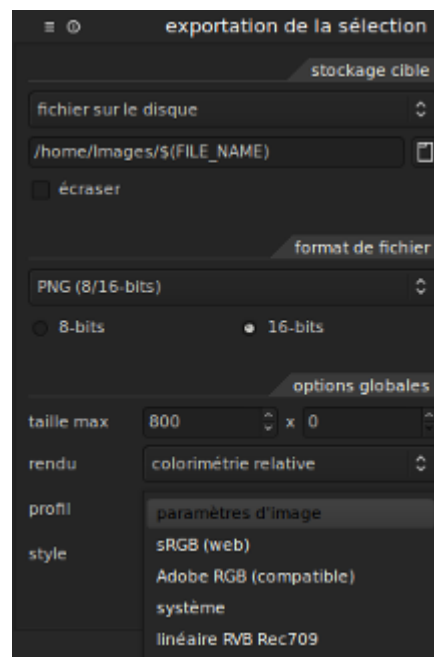 exportation de la sélection
stockage cible
fichier sur le disque
/home/Images/$(FILE_NAME)
écraser
format de fichier
PNG (8/16-bits)
8-bits 16-bits
options globales
taille max 800 x 0
rendu colorimétrie relative
profil paramètres d'image
sRGB (web)
style
Adobe RGB (compatible)
système
linéaire RVB Rec709